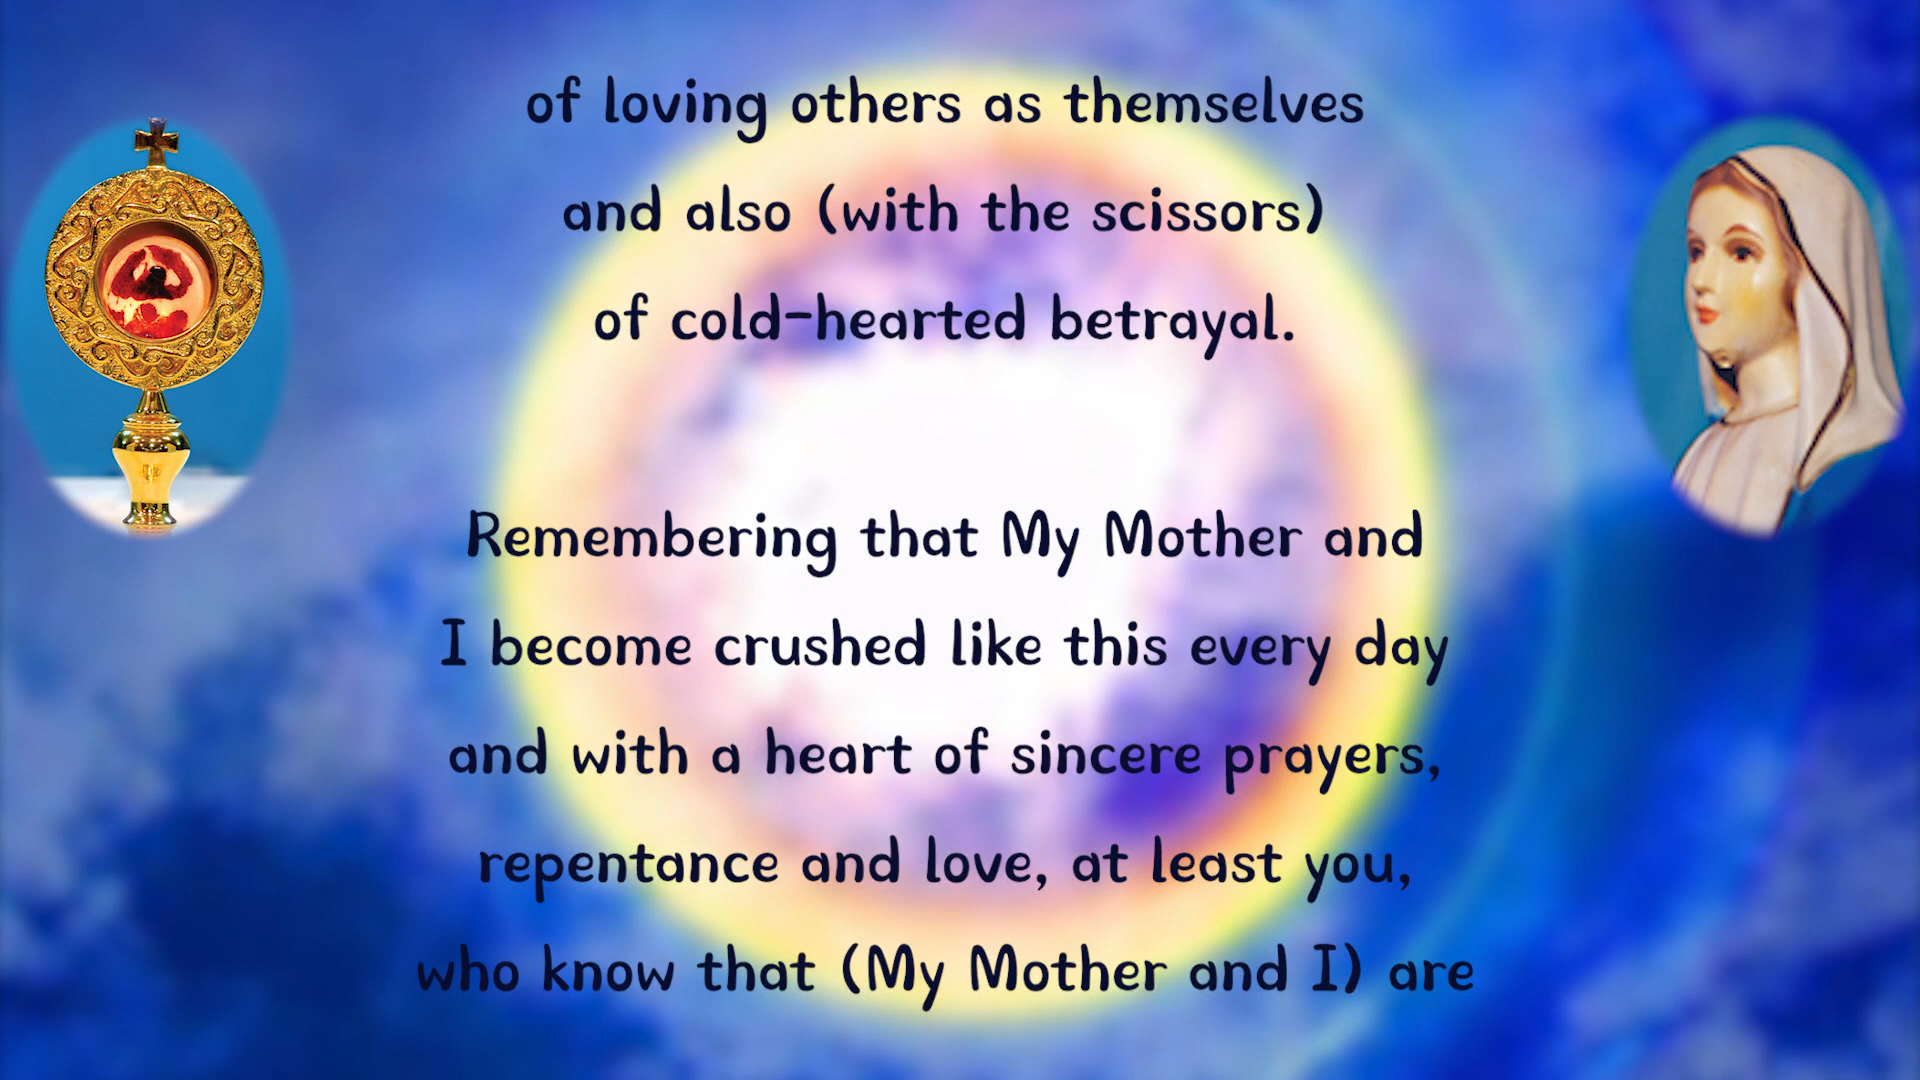 of loving others as themselves
and also (with the scissors)
of cold-hearted betrayal.
Remembering that My Mother and
I become crushed like this every day
and with a heart of sincere prayers,
repentance and love, at least you,
who know that (My Mother and I) are